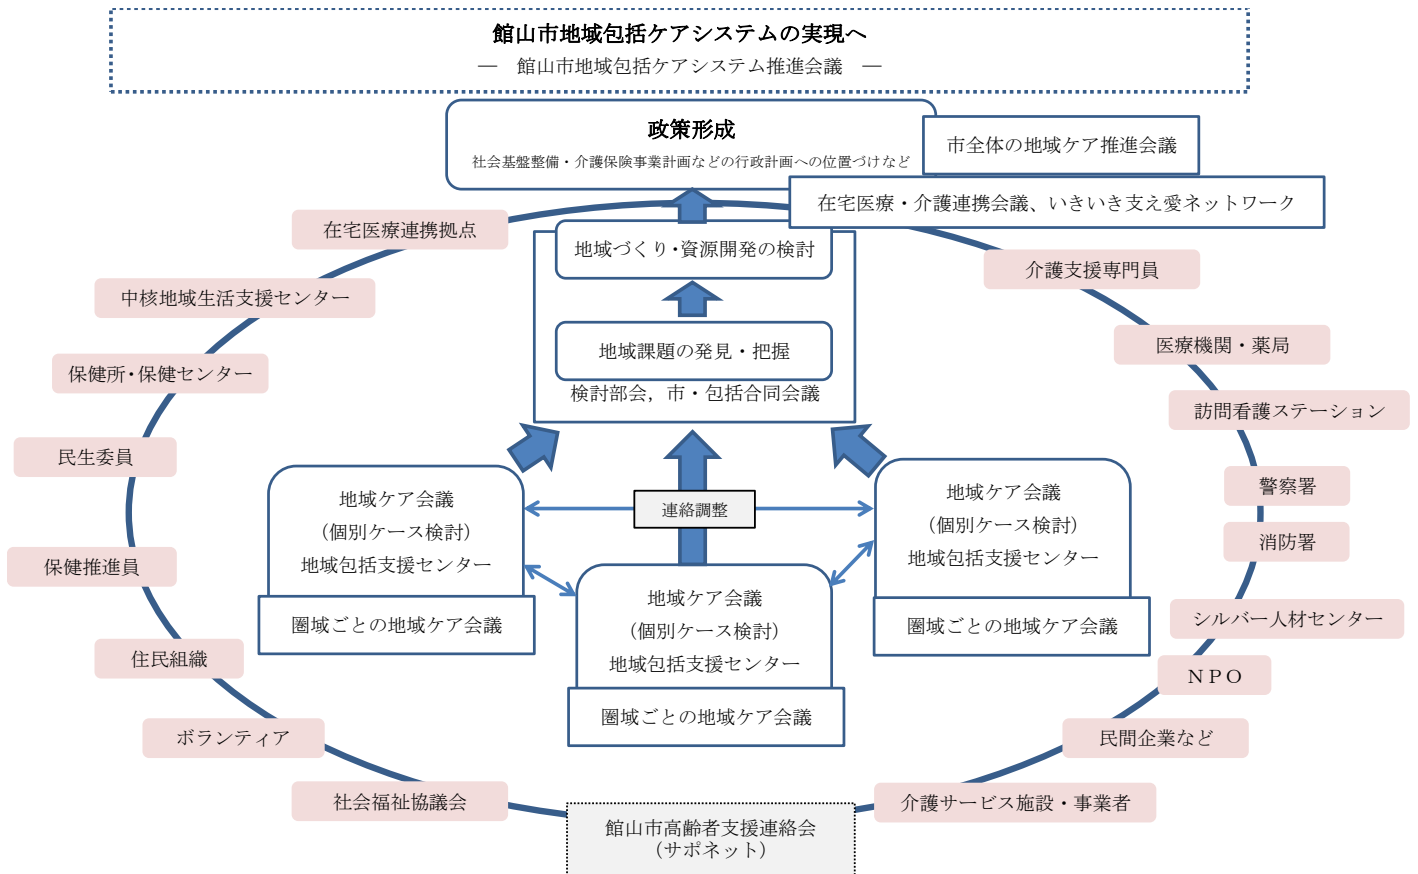 館山市地域包括ケアシステムの実現へ
― 館山市地域包括ケアシステム推進会議 ―
政策形成
社会基盤整備・介護保険事業計画などの行政計画への位置づけなど
市全体の地域ケア推進会議
在宅医療・介護連携会議、いきいき支え愛ネットワーク
在宅医療連携拠点
地域づくり・資源開発の検討
介護支援専門員
中核地域生活支援センター
医療機関・薬局
地域課題の発見・把握
保健所・保健センター
検討部会，市・包括合同会議
訪問看護ステーション
民生委員
警察署
地域ケア会議
（個別ケース検討）
地域包括支援センター
圏域ごとの地域ケア会議
連絡調整
地域ケア会議
（個別ケース検討）
地域包括支援センター
圏域ごとの地域ケア会議
地域ケア会議
（個別ケース検討）
地域包括支援センター
圏域ごとの地域ケア会議
消防署
保健推進員
シルバー人材センター
住民組織
ＮＰＯ
ボランティア
民間企業など
社会福祉協議会
介護サービス施設・事業者
館山市高齢者支援連絡会
（サポネット）